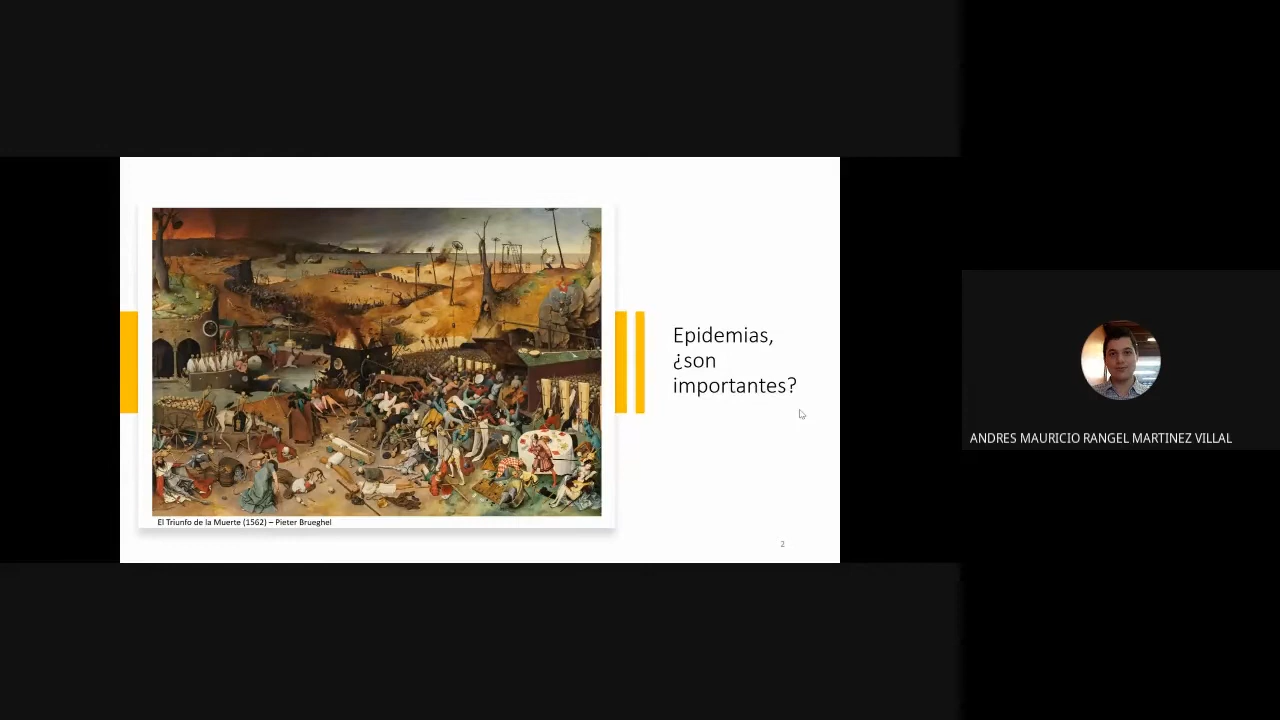 Epidemias,
¿son
importantes?
El Triunfo de la Muerte (1562) – Pieter Brueghel
2
ANDRES MAURICIO RANGEL MARTINEZ VILLAL